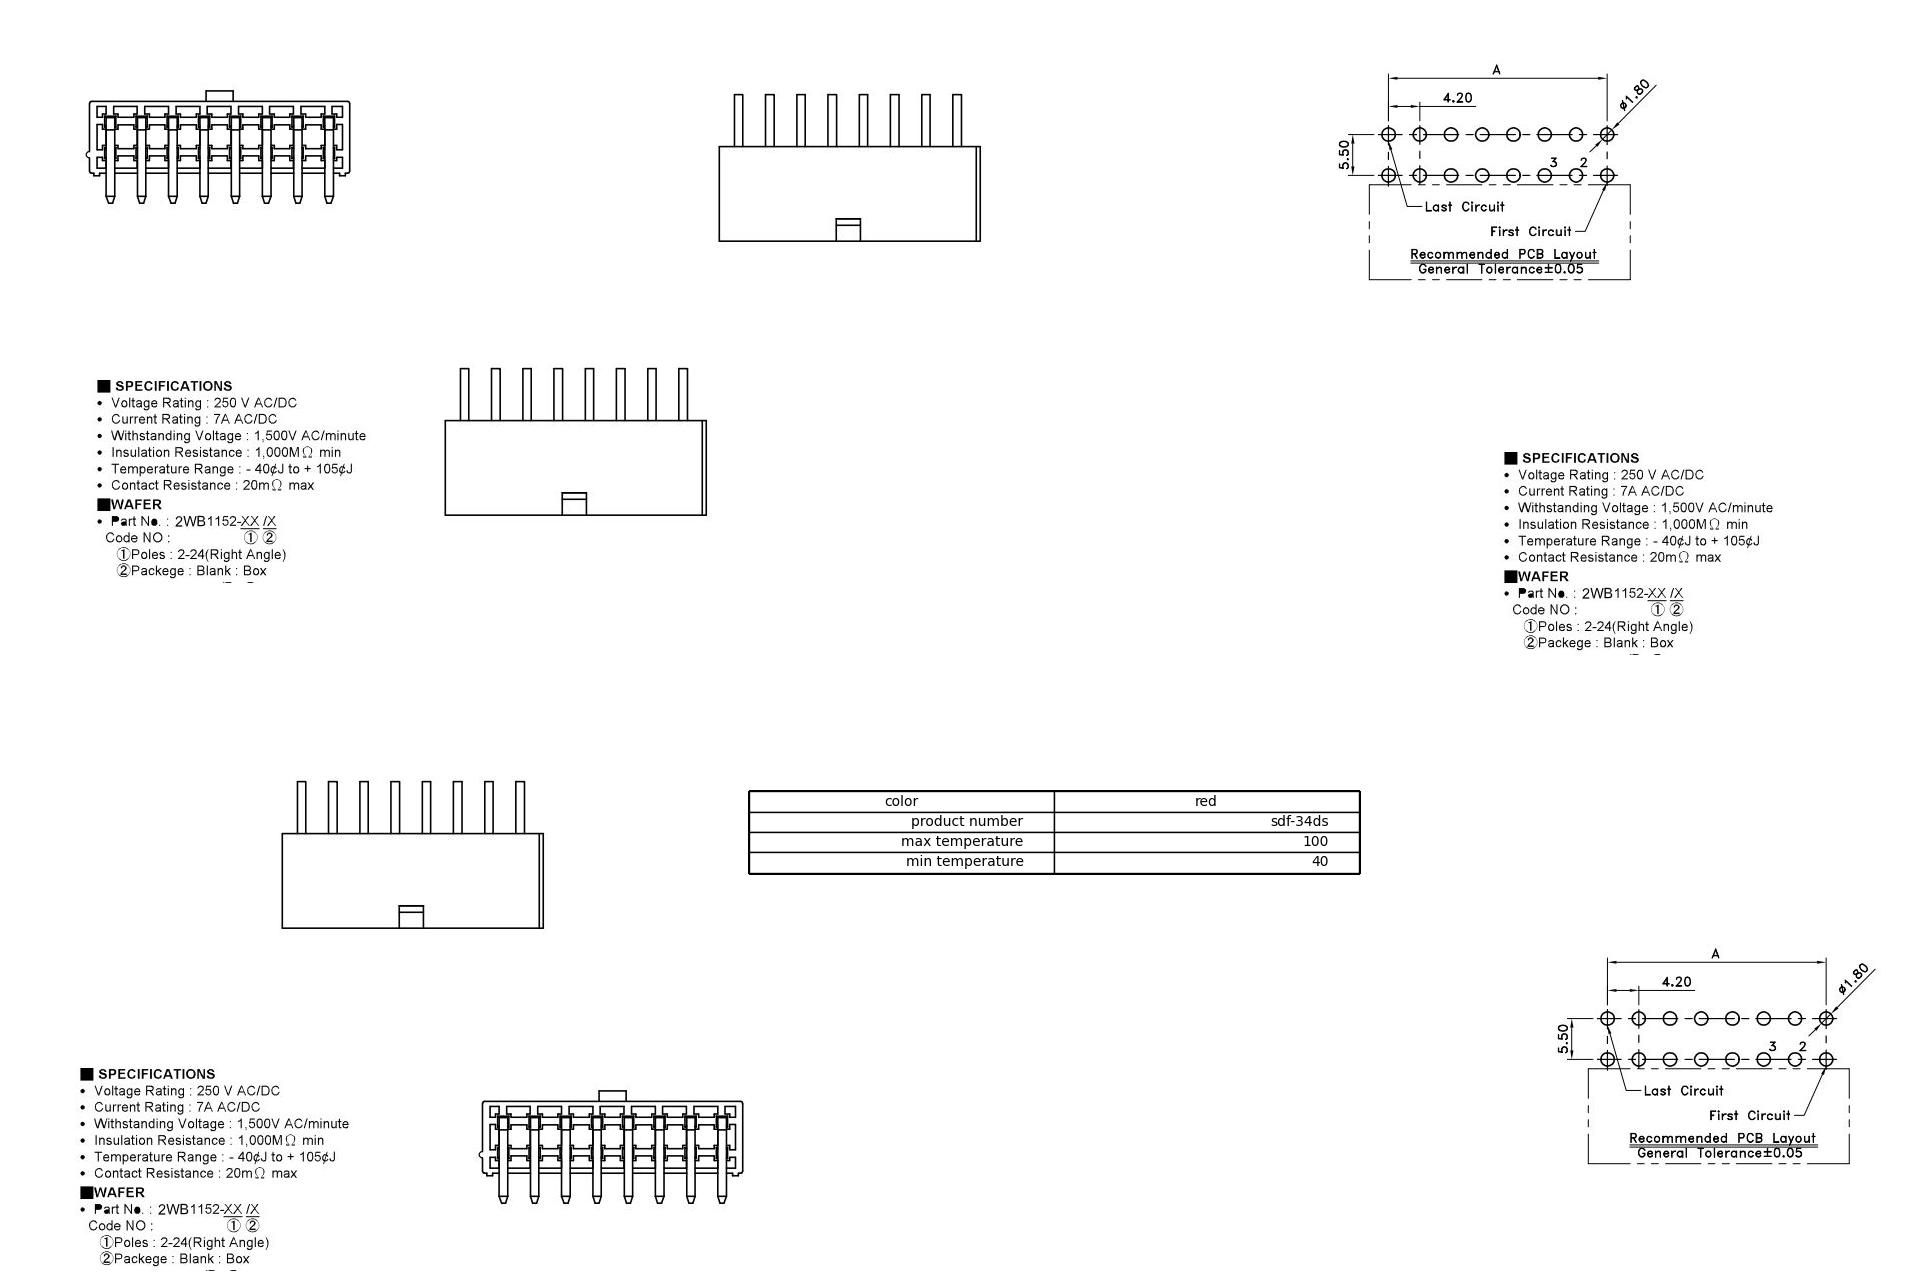 A
4.20
ø1.80
5.50
3 2
Last Circuit
First Circuit
Recommended PCB Layout
General Tolerance±0.05
■ SPECIFICATIONS
• Voltage Rating : 250 V AC/DC
• Current Rating : 7A AC/DC
• Withstanding Voltage : 1,500V AC/minute
• Insulation Resistance : 1,000MΩ min
• Temperature Range : - 40¢J to + 105¢J
• Contact Resistance : 20mΩ max
■WAFER
• Part No. : 2WB1152-XX /X
Code NO : ① ②
①Poles : 2-24(Right Angle)
②Packege : Blank : Box
■ SPECIFICATIONS
• Voltage Rating : 250 V AC/DC
• Current Rating : 7A AC/DC
• Withstanding Voltage : 1,500V AC/minute
• Insulation Resistance : 1,000MΩ min
• Temperature Range : - 40¢J to + 105¢J
• Contact Resistance : 20mΩ max
■WAFER
• Part No. : 2WB1152-XX /X
Code NO : ① ②
①Poles : 2-24(Right Angle)
②Packege : Blank : Box
color red
product number sdf-34ds
max temperature 100
min temperature 40
A
4.20
ø1.80
5.50
3 2
Last Circuit
First Circuit
Recommended PCB Layout
General Tolerance±0.05
■ SPECIFICATIONS
• Voltage Rating : 250 V AC/DC
• Current Rating : 7A AC/DC
• Withstanding Voltage : 1,500V AC/minute
• Insulation Resistance : 1,000MΩ min
• Temperature Range : - 40¢J to + 105¢J
• Contact Resistance : 20mΩ max
■WAFER
• Part No. : 2WB1152-XX /X
Code NO : ① ②
①Poles : 2-24(Right Angle)
②Packege : Blank : Box